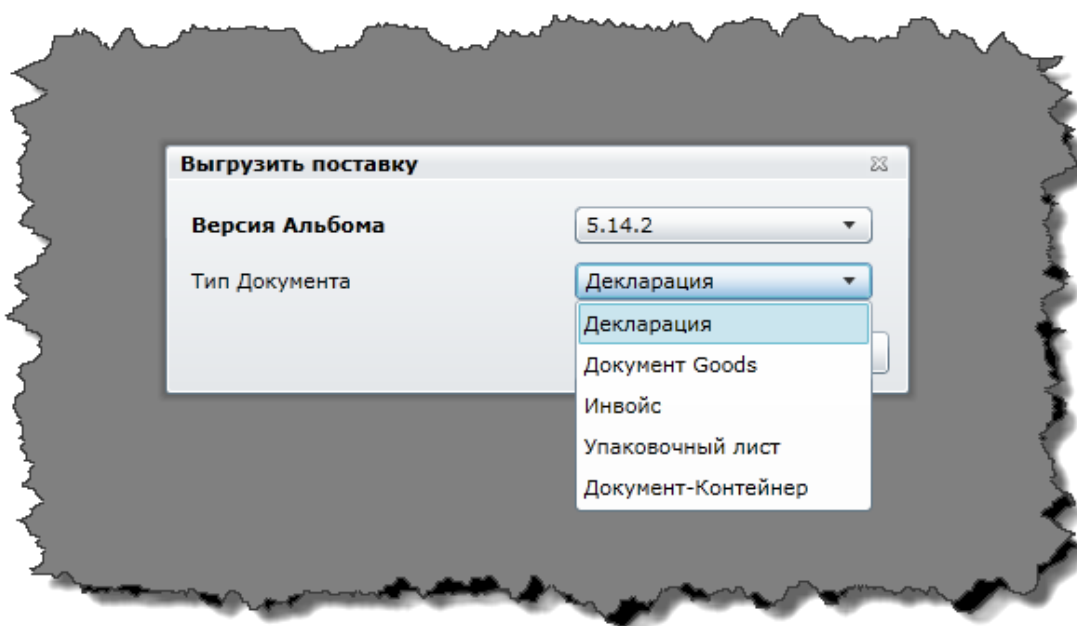 Выгрузить поставку
Версия Альбома 5.14.2
Тип Документа Декларация
Декларация
Документ Goods
Инвойс
Упаковочный лист
Документ-Контейнер